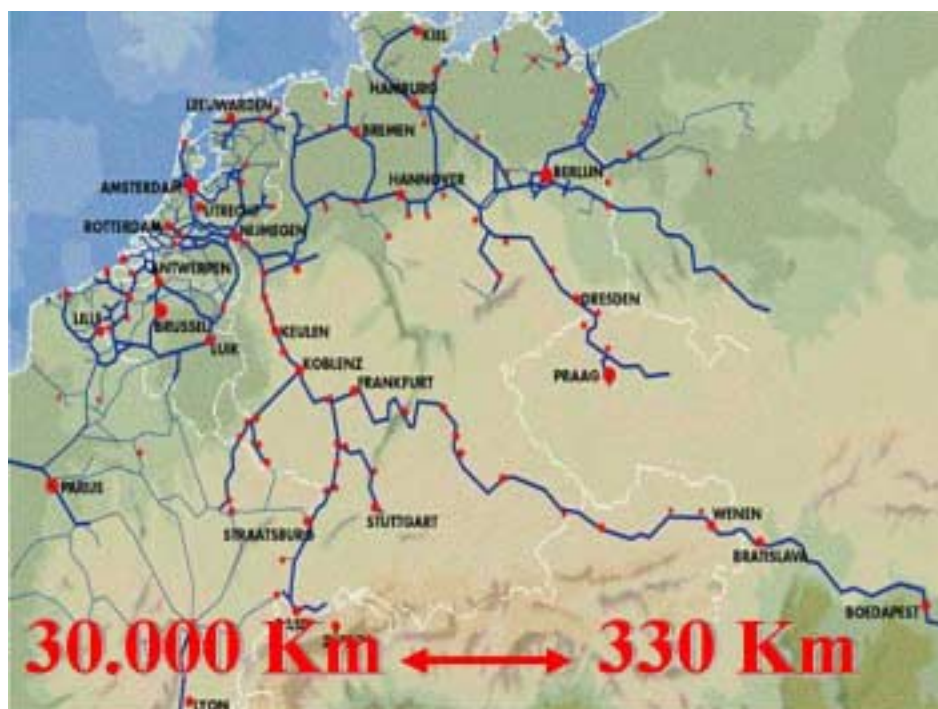 KIEL
HAMBURG
LEEUWARDEN
BREMEN
BERLIJN
AMSTERDAM
HANNOVER
UTRECHT
ROTTERDAM
NIJMEGEN
ANTWERPEN
DRESDEN
LILLE
BRUSSEL
KEULEN
LUIK
KOBLENZ
PRAAG
FRANKFURT
PARIJS
STUTTGART
WENEN
STRAATSBURG
BRATISLAVA
BOEDAPEST
30.000 Km 330 Km
LYON